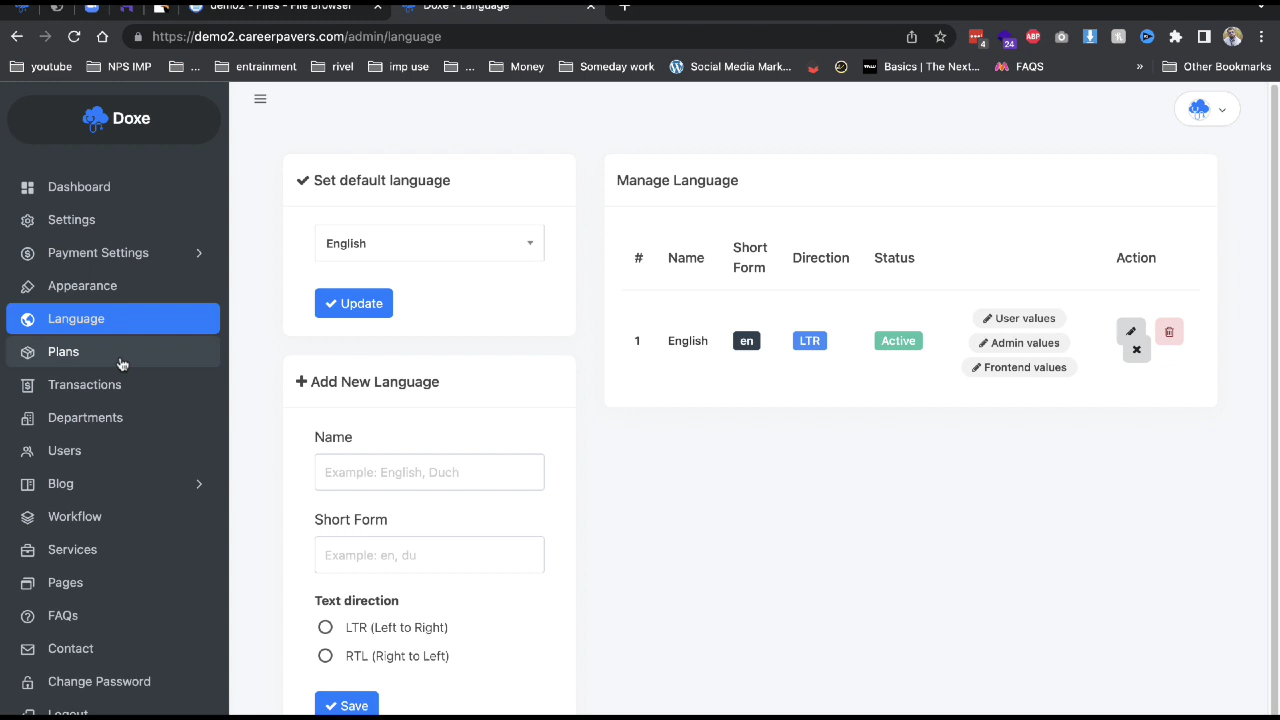 demo2 - Files - File Browser
Doxe • Language
https://demo2.careerpavers.com/admin/language
4
24
ABP
youtube
NPS IMP
...
entrainment
rivel
imp use
...
Money
Someday work
Social Media Mark...
Basics | The Next...
FAQS
»
Other Bookmarks
Doxe
Dashboard
Settings
Payment Settings
Appearance
Language
Plans
Transactions
Departments
Users
Blog
Workflow
Services
Pages
FAQs
Contact
Change Password
Logout
Set default language
English
Update
Add New Language
Name
Example: English, Duch
Short Form
Example: en, du
Text direction
LTR (Left to Right)
RTL (Right to Left)
Save
Manage Language
# Name Short Form Direction Status Action
1 English en LTR Active
User values
Admin values
Frontend values